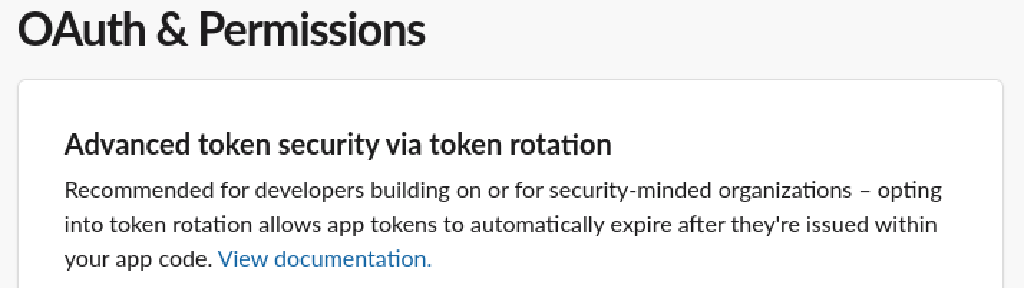 OAuth & Permissions
Advanced token security via token rotation
Recommended for developers building on or for security-minded organizations – opting
into token rotation allows app tokens to automatically expire after they're issued within
your app code. View documentation.